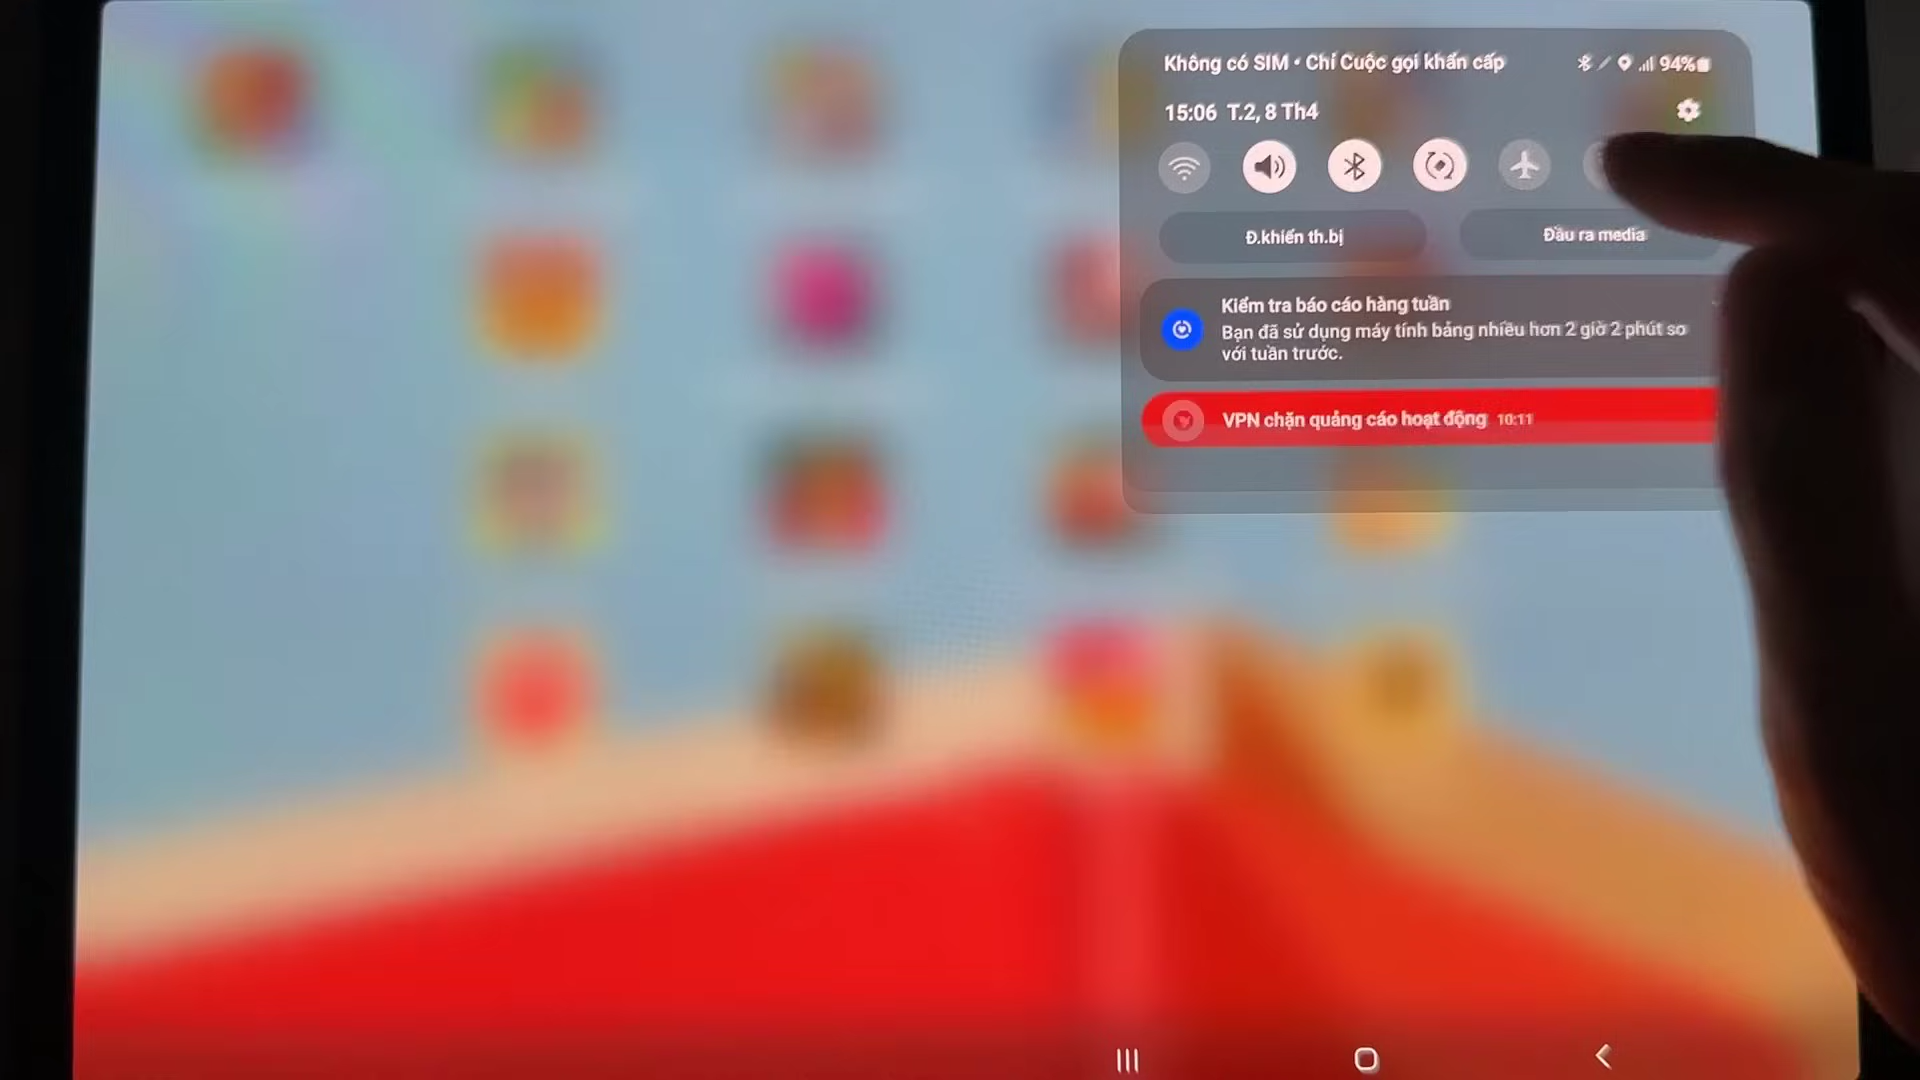 Không có SIM • Chỉ Cuộc gọi khẩn cấp
94%
15:06 T.2, 8 Th4
Đ.khiển th.bị
Đầu ra media
Kiểm tra báo cáo hàng tuần
Bạn đã sử dụng máy tính bảng nhiều hơn 2 giờ 2 phút so
với tuần trước.
VPN chặn quảng cáo hoạt động 10:11